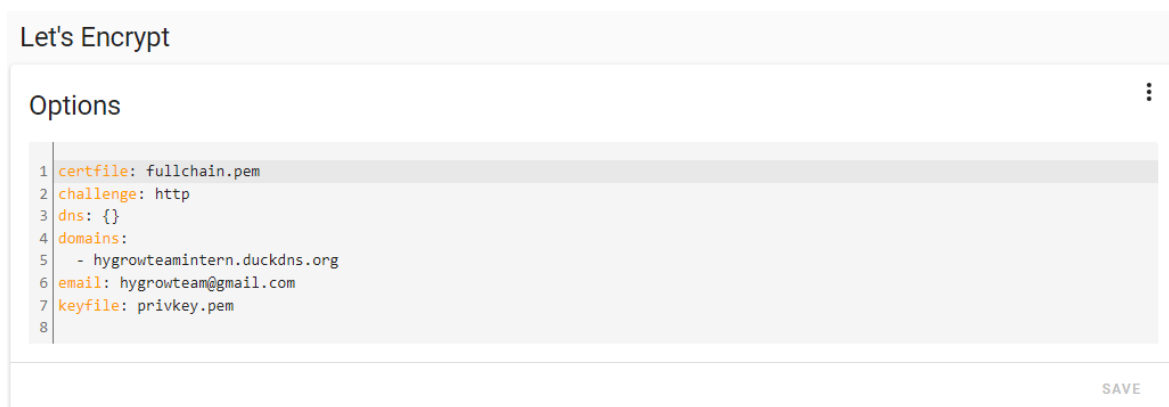 Let's Encrypt
Options
1 certfile: fullchain.pem
2 challenge: http
3 dns: {}
4 domains:
5   - hygrowteamintern.duckdns.org
6 email: hygrowteam@gmail.com
7 keyfile: privkey.pem
8
SAVE